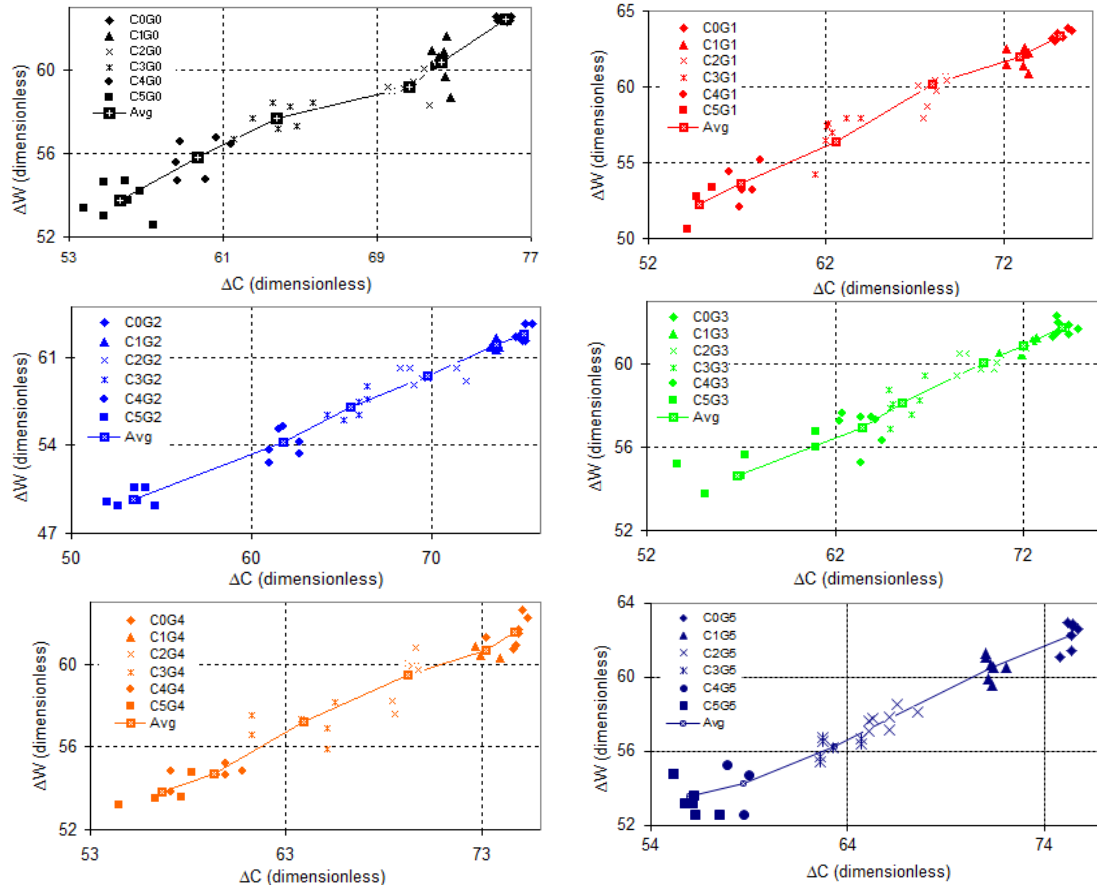 C0G0
C1G0
C2G0
C3G0
C4G0
C5G0
Avg
ΔW (dimensionless)
60
56
52
53 61 69 77
ΔC (dimensionless)
C0G1
C1G1
C2G1
C3G1
C4G1
C5G1
Avg
ΔW (dimensionless)
65
60
55
50
52 62 72
ΔC (dimensionless)
C0G2
C1G2
C2G2
C3G2
C4G2
C5G2
Avg
ΔW (dimensionless)
61
54
47
50 60 70
ΔC (dimensionless)
C0G3
C1G3
C2G3
C3G3
C4G3
C5G3
Avg
ΔW (dimensionless)
60
56
52
52 62 72
ΔC (dimensionless)
C0G4
C1G4
C2G4
C3G4
C4G4
C5G4
Avg
ΔW (dimensionless)
60
56
52
53 63 73
ΔC (dimensionless)
C0G5
C1G5
C2G5
C3G5
C4G5
C5G5
Avg
ΔW (dimensionless)
64
60
56
52
54 64 74
ΔC (dimensionless)